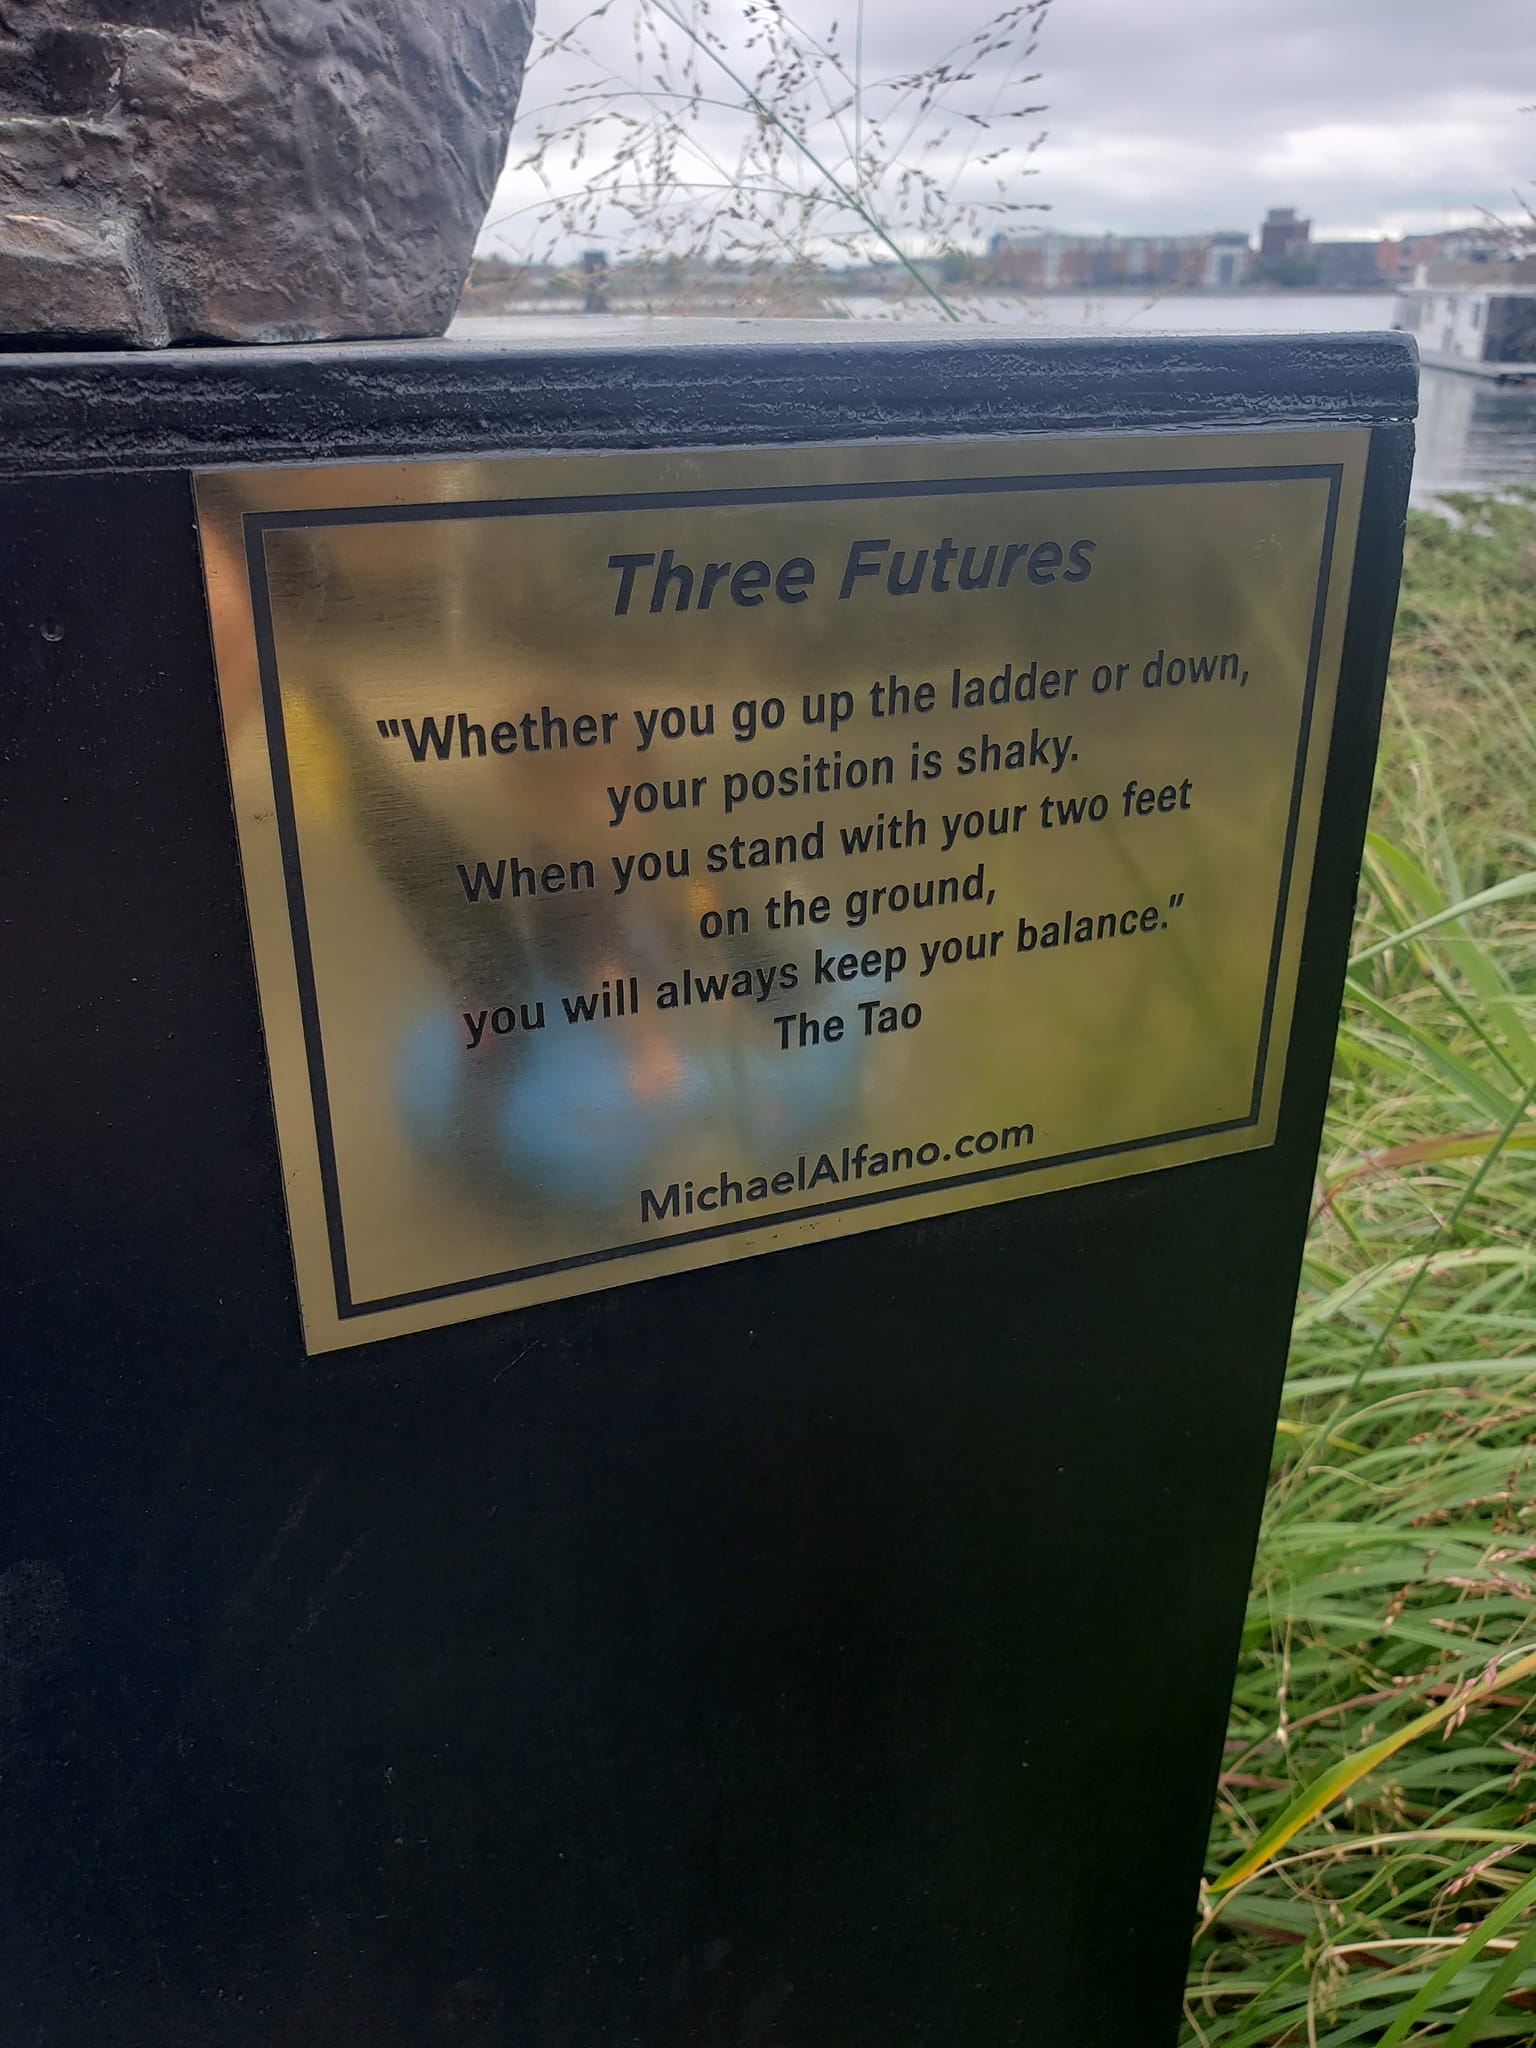 Three Futures
"Whether you go up the ladder or down,
your position is shaky.
When you stand with your two feet
on the ground,
you will always keep your balance.”
The Tao
MichaelAlfano.com